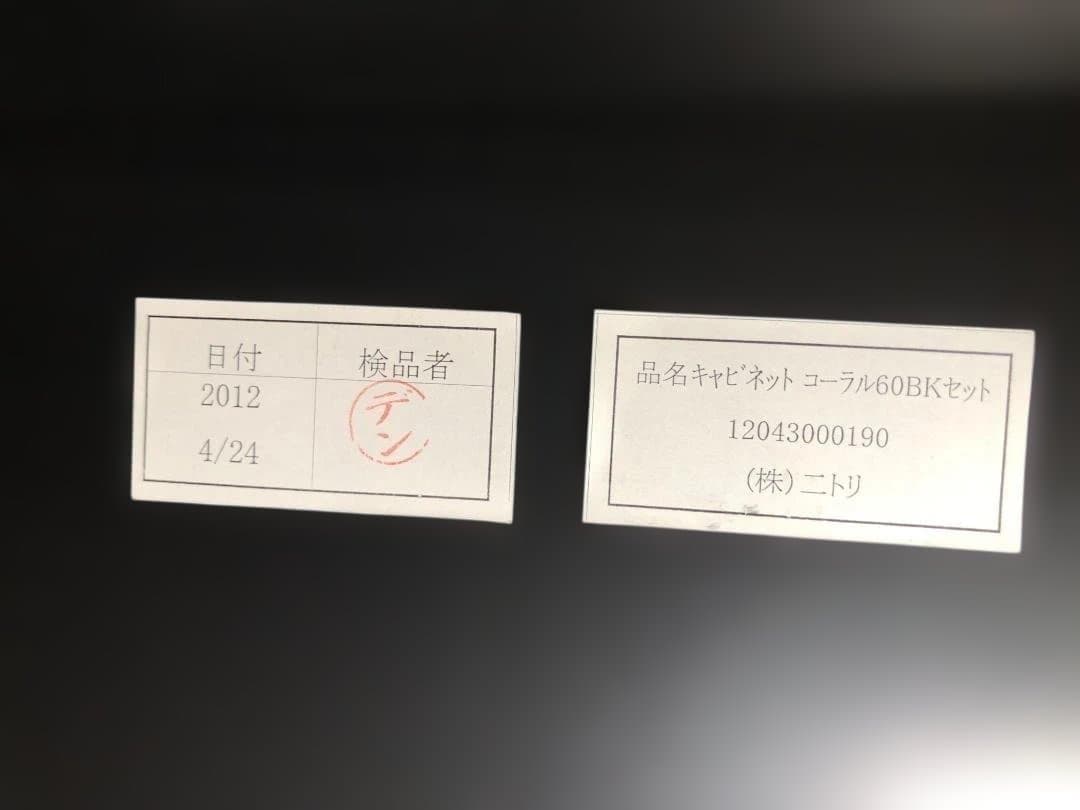 日付 検品者
2012
4/24
デン
品名キャビネット コーラル60BKセット
12043000190
(株)ニトリ